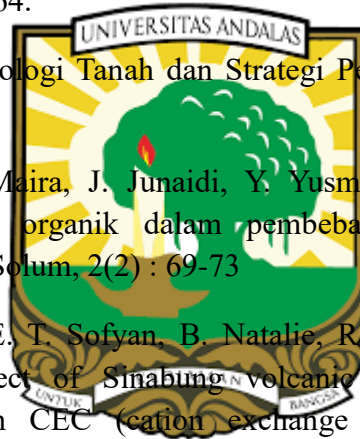 UNIVERSITAS ANDALAS
ologi Tanah dan Strategi Pe
Maira, J. Junaidi, Y. Yusm
organik dalam pembeba
Solum, 2(2) : 69-73
E. T. Sofyan, B. Natalie, R.
ect of Sinabung volcanic
UNTUK BANGSA
n CEC (cation exchange